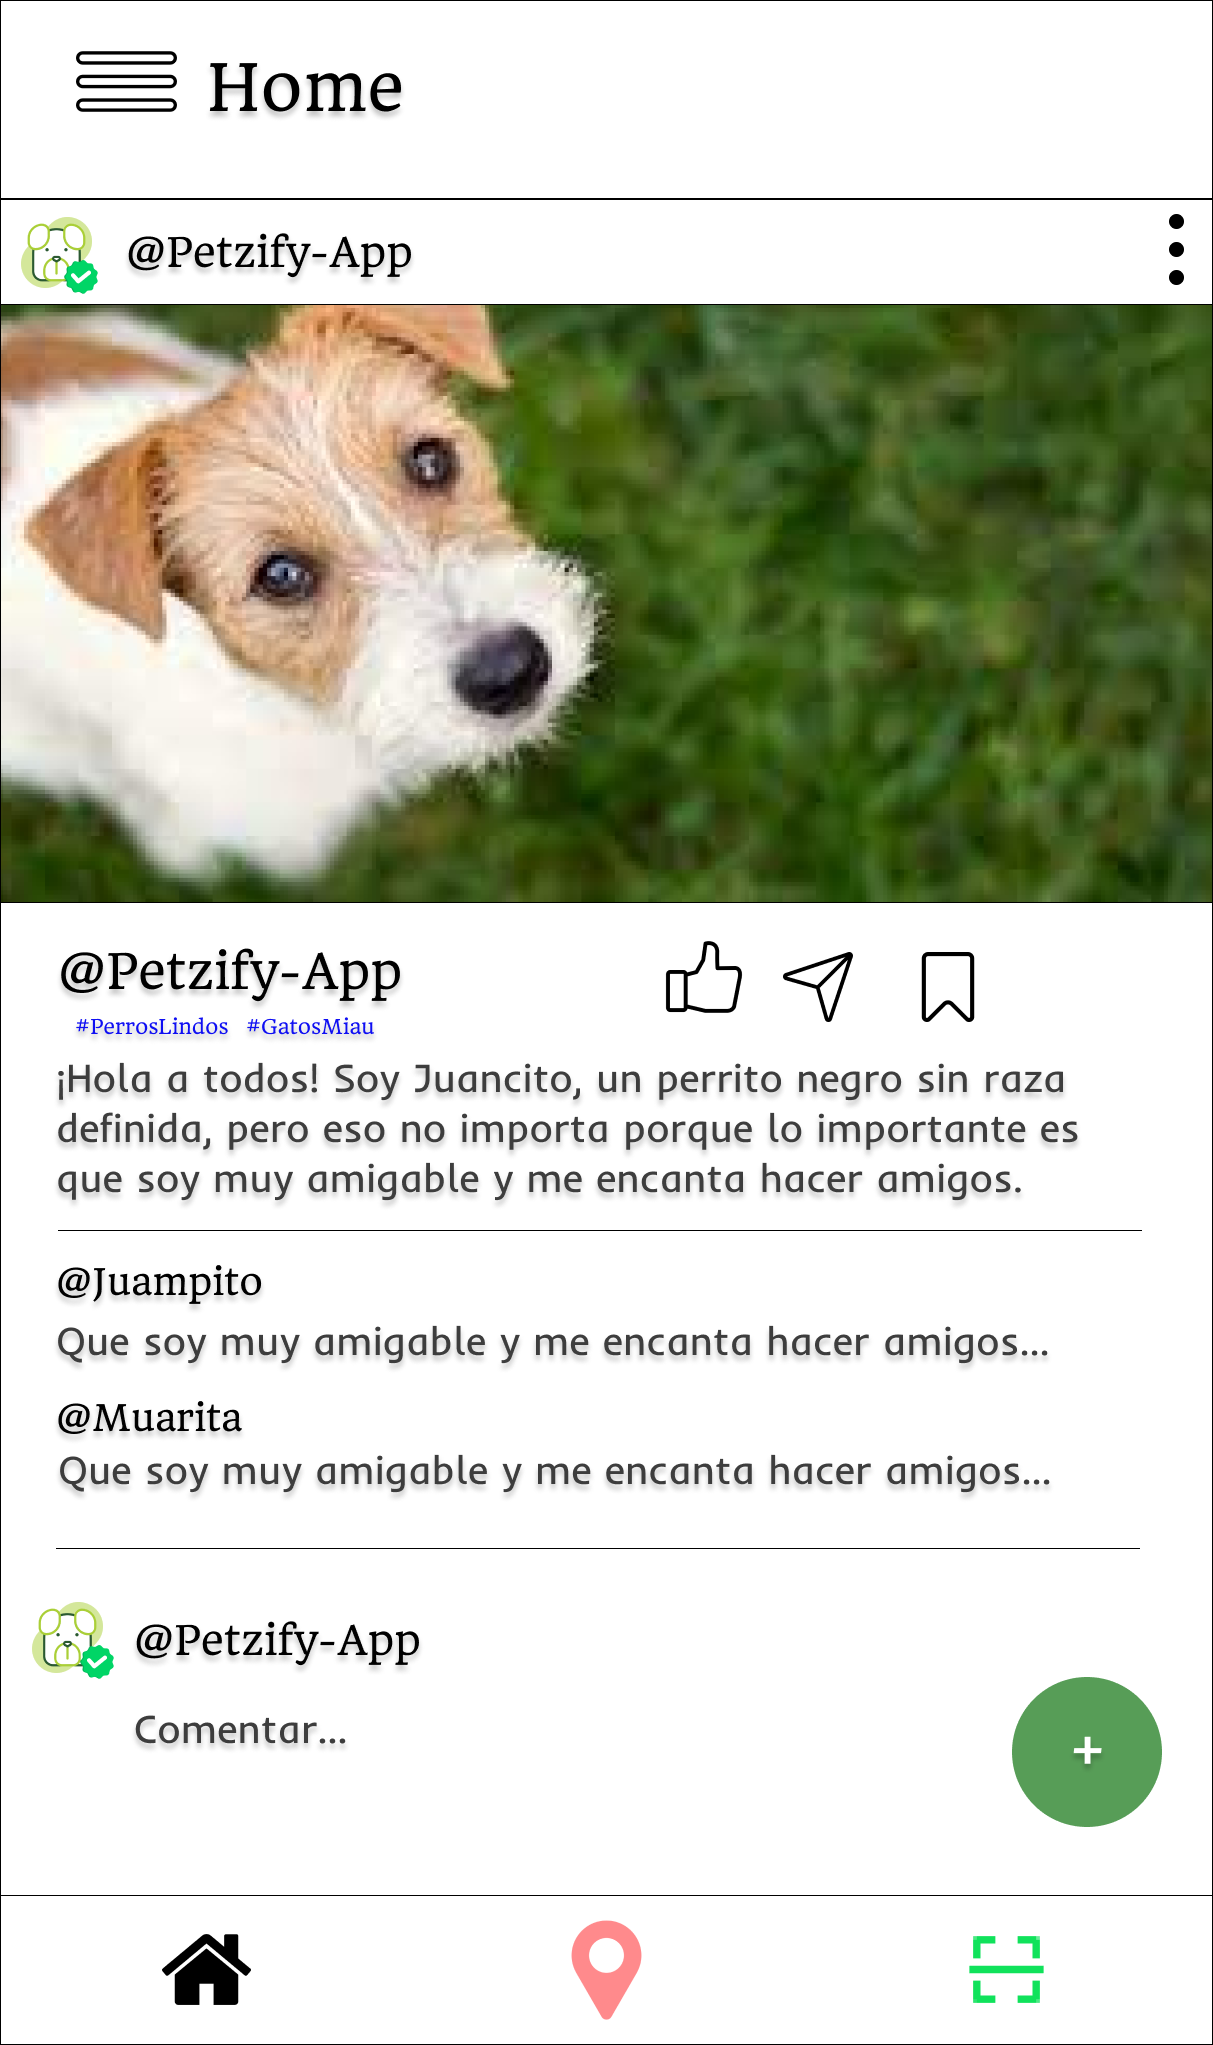 Home
@Petzify-App
@Petzify-App
#PerrosLindos #GatosMiau
¡Hola a todos! Soy Juancito, un perrito negro sin raza
definida, pero eso no importa porque lo importante es
que soy muy amigable y me encanta hacer amigos.
@Juampito
Que soy muy amigable y me encanta hacer amigos...
@Muarita
Que soy muy amigable y me encanta hacer amigos...
@Petzify-App
Comentar...
+